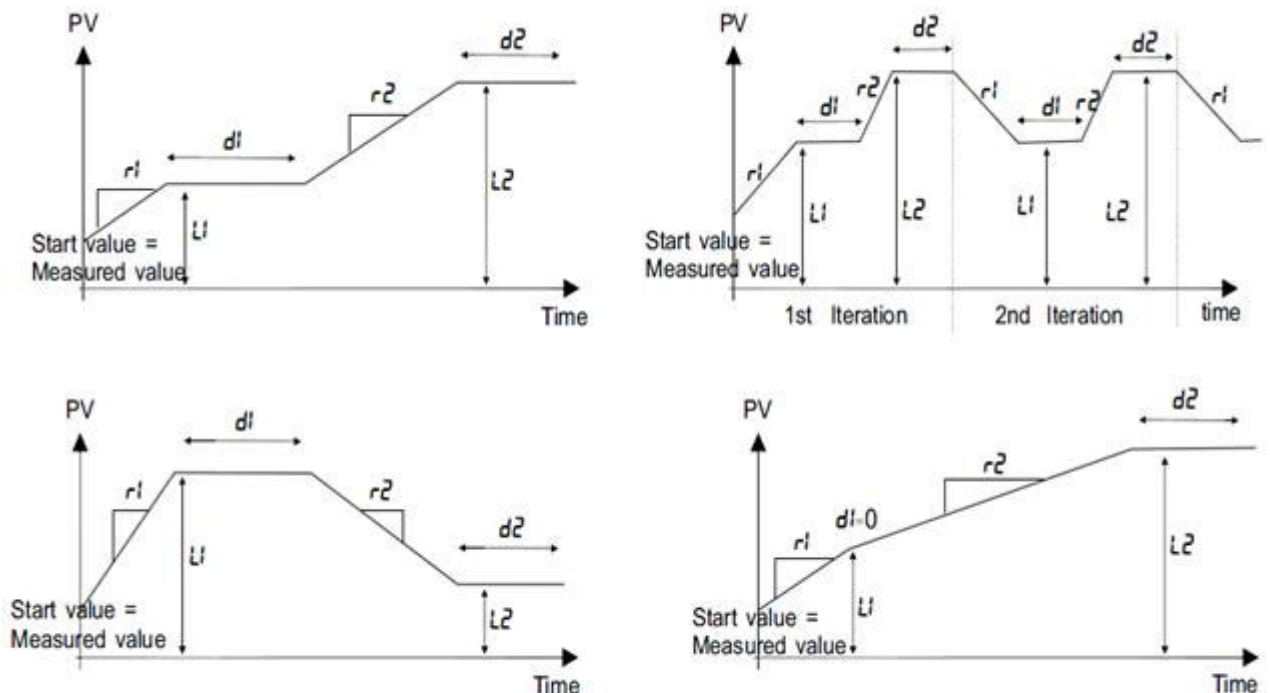 PV
d2
r2
d1
r1
L2
L1
Start value =
Measured value
Time
PV
d2
d2
r2
r1
d1
d1
r2
r1
r1
L1
L2
L1
L2
Start value =
Measured value
1st Iteration
2nd Iteration
time
PV
d1
r1
r2
d2
L1
L2
Start value =
Measured value
Time
PV
d2
r2
d1=0
r1
L2
L1
Start value =
Measured value
Time